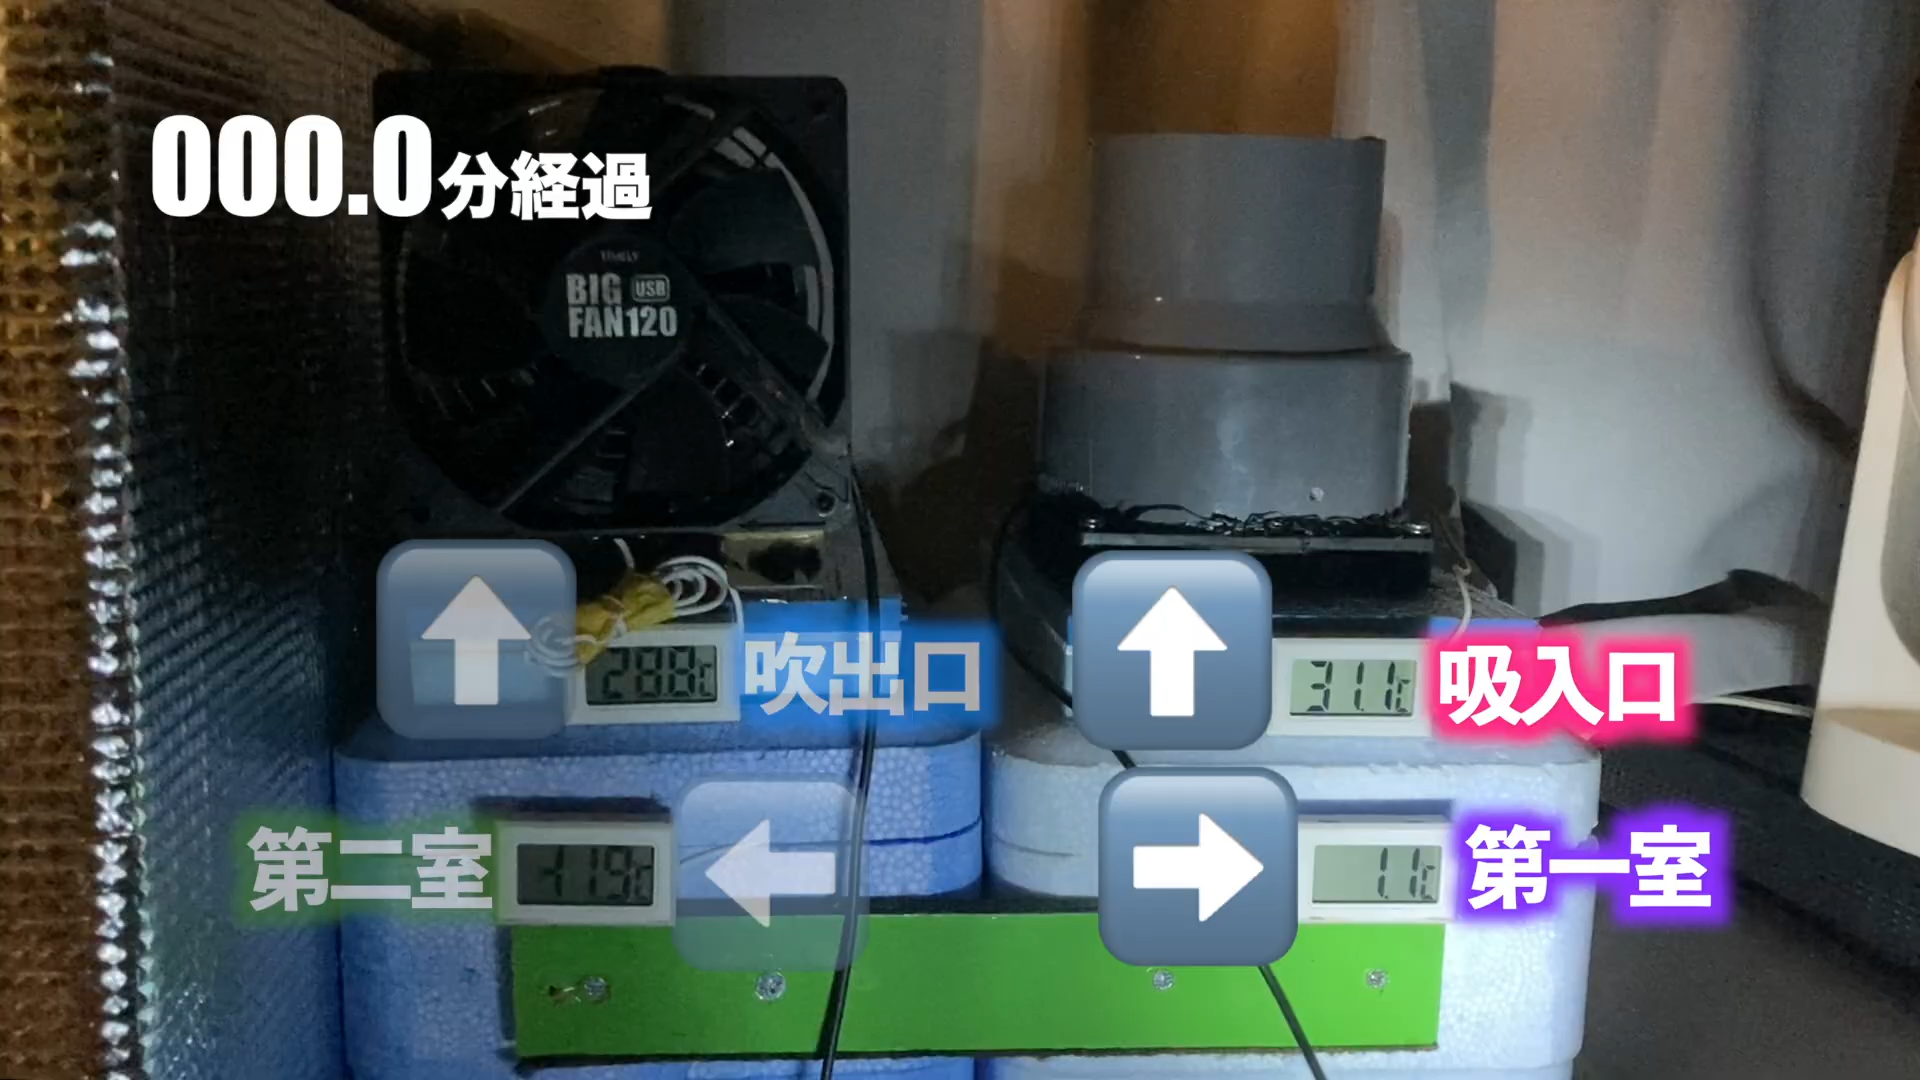 000.0分経過
TIMELY
BIG USB
FAN120
28.8℃
吹出口
31.1℃
吸入口
第二室
-11.9℃
1.1℃
第一室